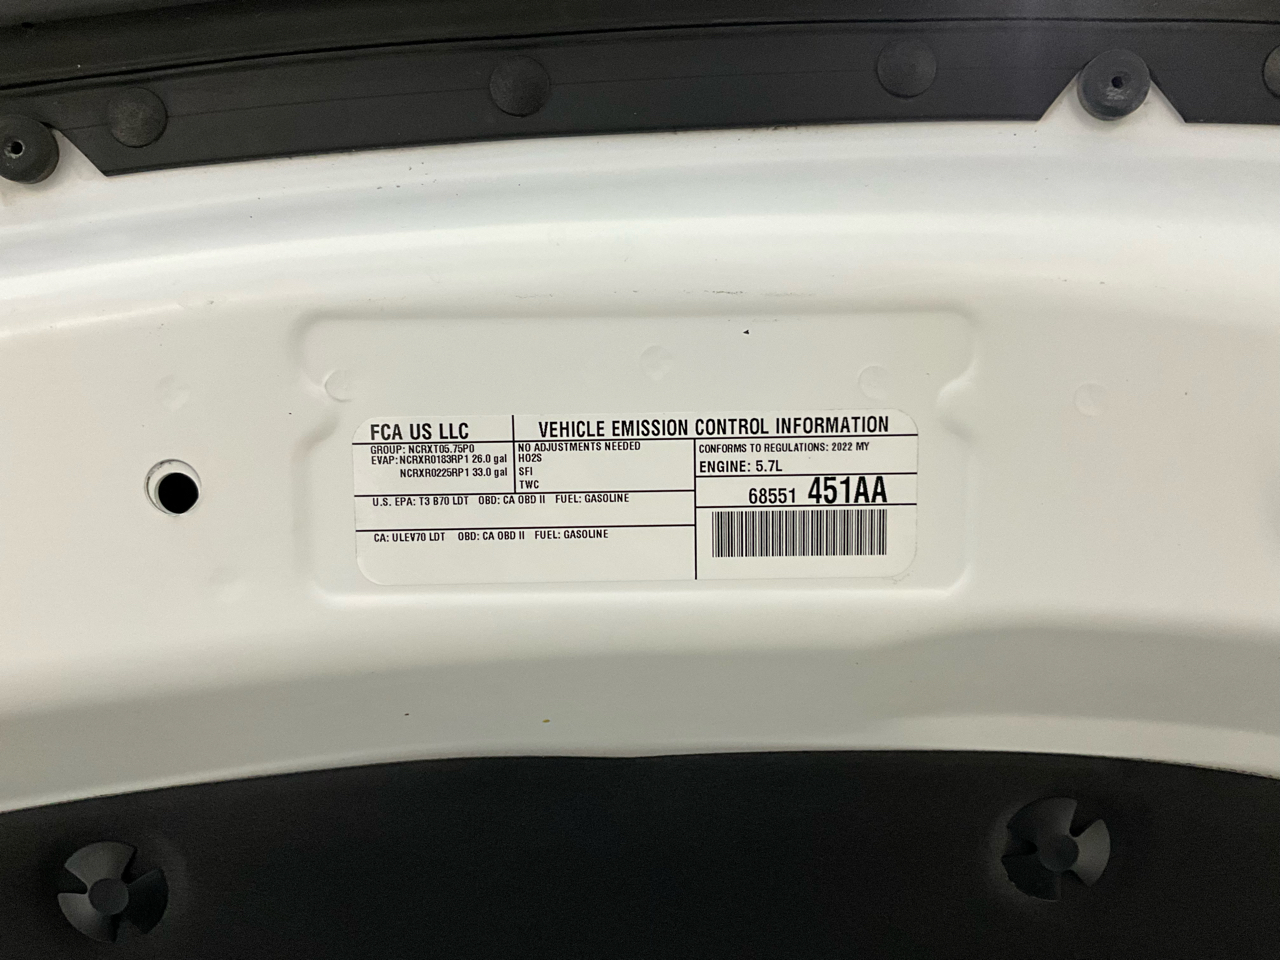 FCA US LLC
VEHICLE EMISSION CONTROL INFORMATION
GROUP: NCRXT05.75P0
EVAP: NCRXR0183RP1 26.0 gal
NCRXR0225RP1 33.0 gal
NO ADJUSTMENTS NEEDED
HO2S
SFI
TWC
CONFORMS TO REGULATIONS: 2022 MY
ENGINE: 5.7L
68551 451AA
U.S. EPA: T3 B70 LDT OBD: CA OBD II FUEL: GASOLINE
CA: ULEV70 LDT OBD: CA OBD II FUEL: GASOLINE